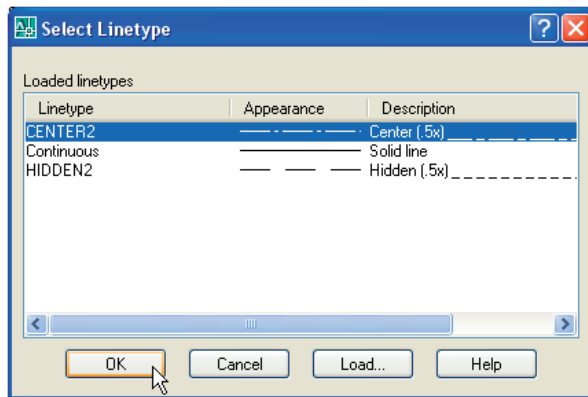 Select Linetype
Loaded linetypes
Linetype Appearance Description
CENTER2 Center (.5x)
Continuous Solid line
HIDDEN2 Hidden (.5x)
OK Cancel Load... Help